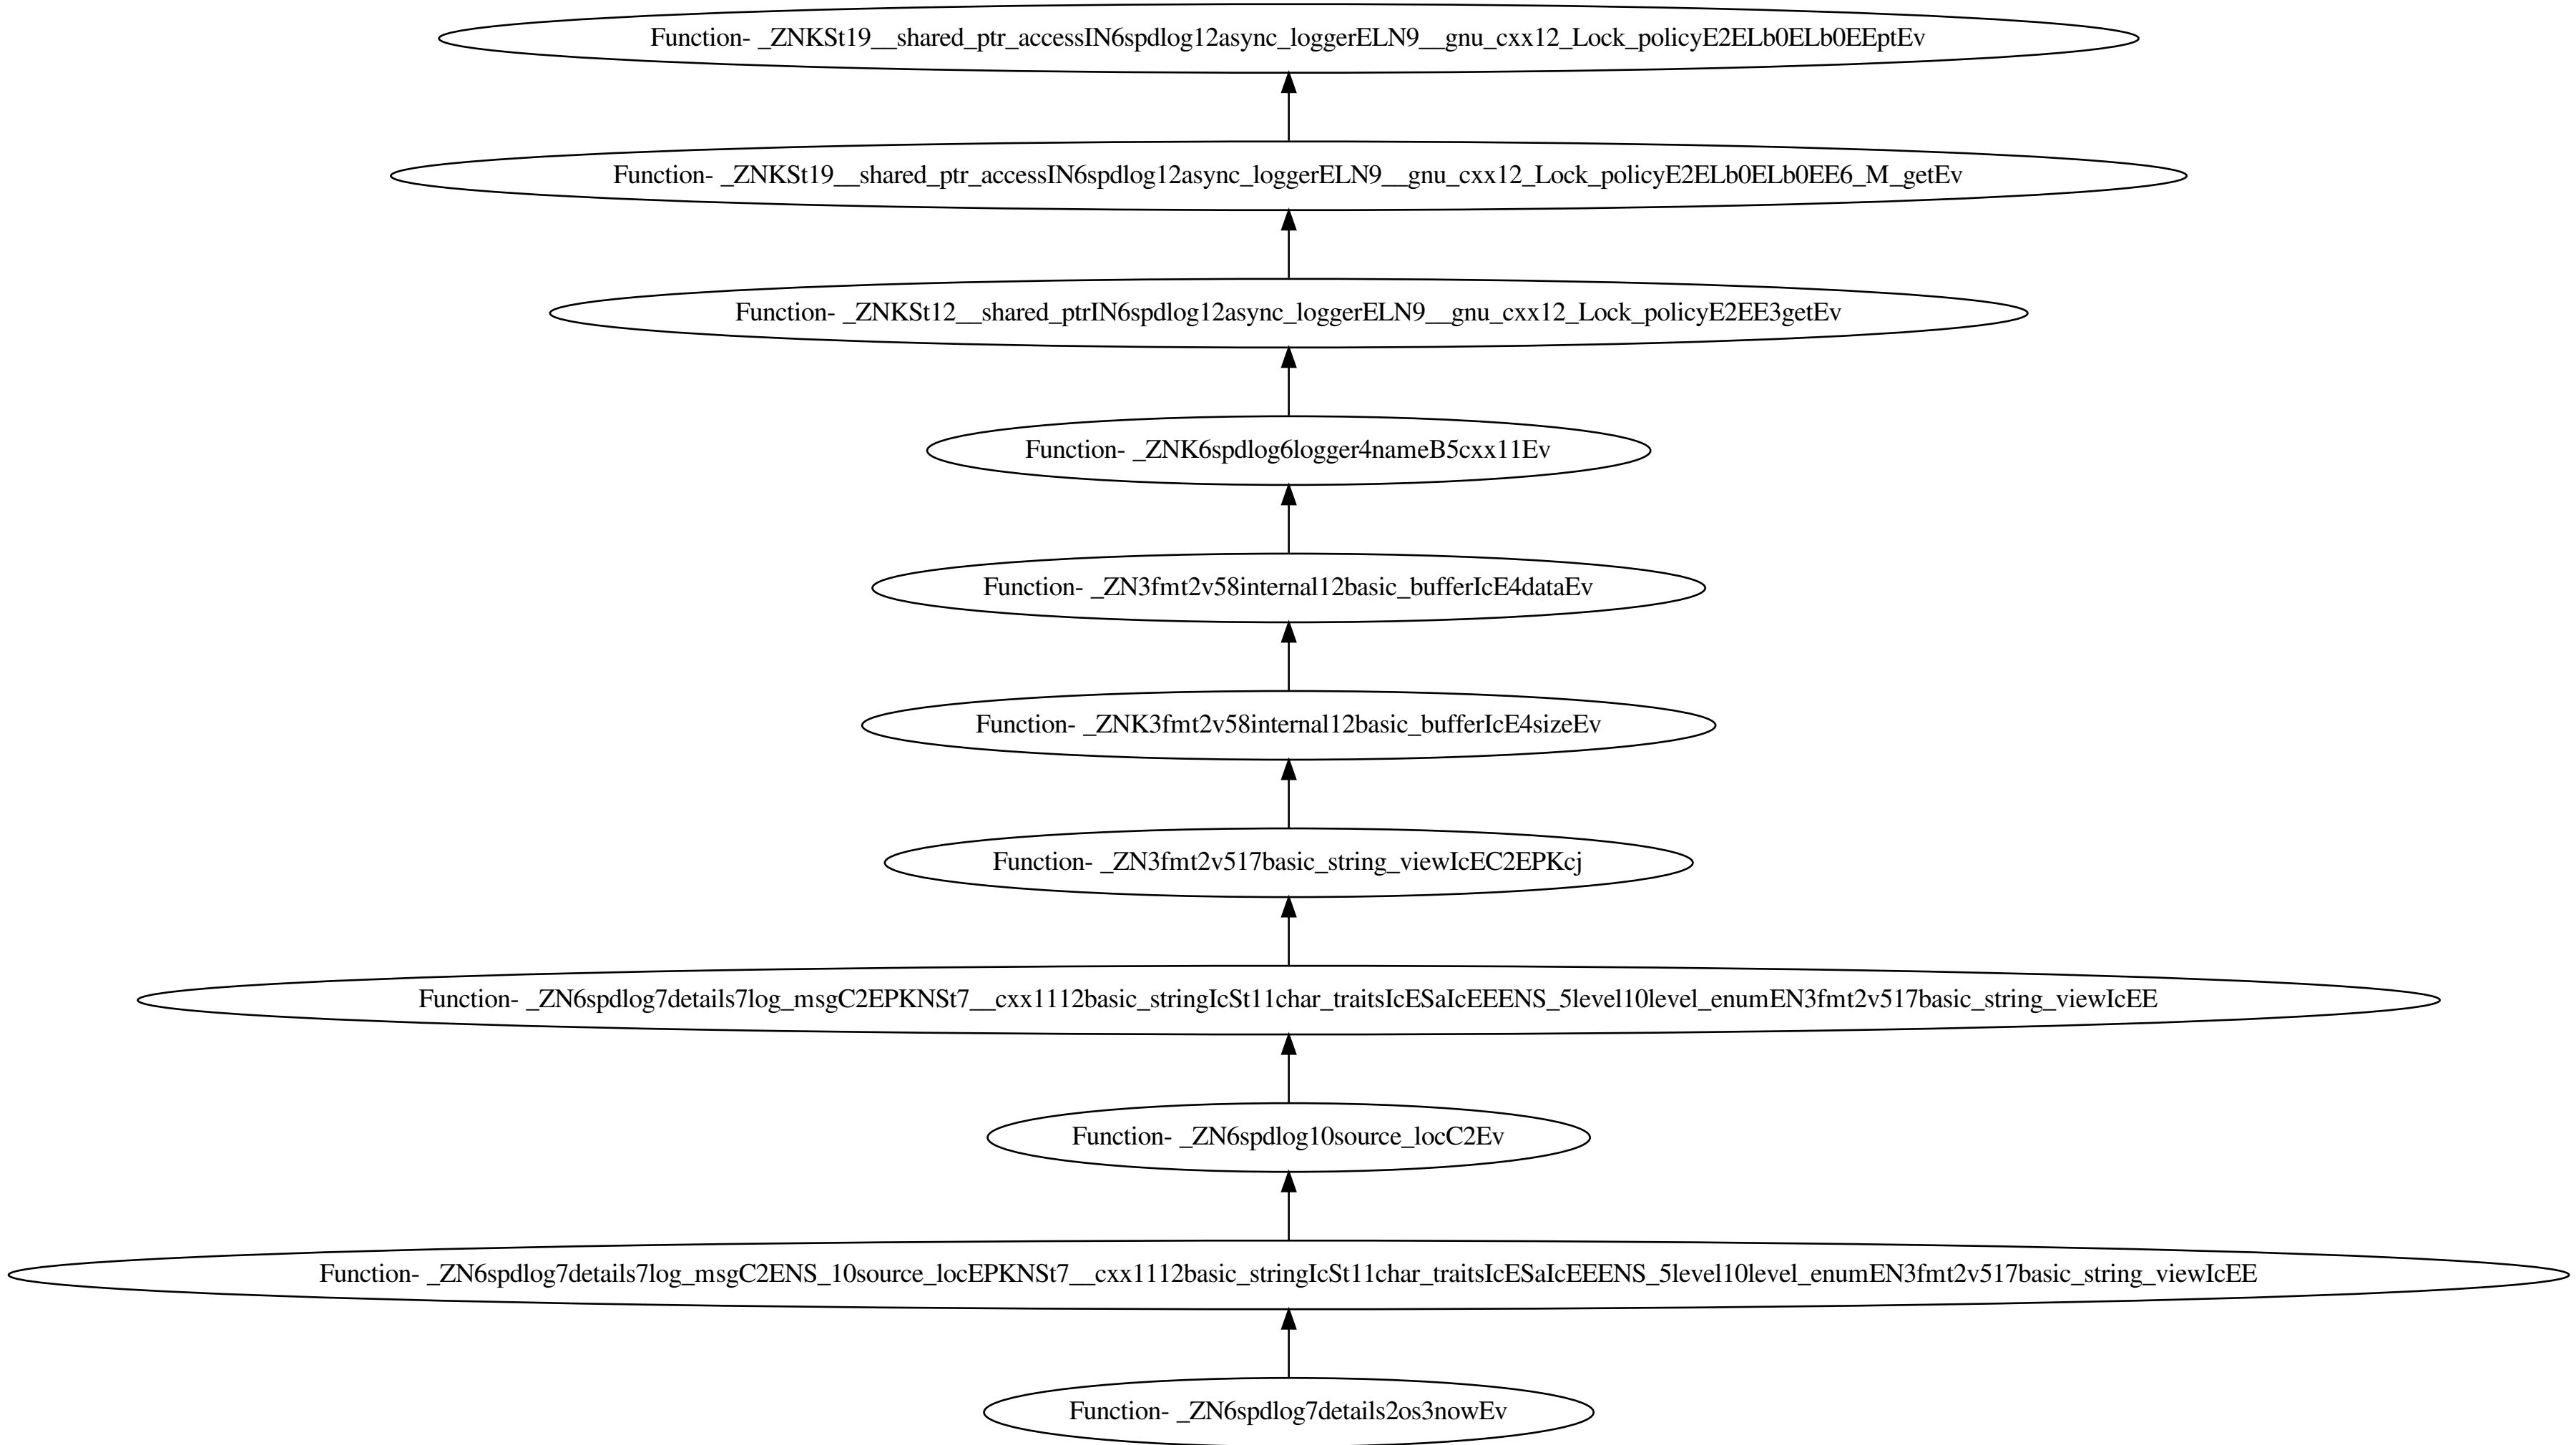 Function- _ZNKSt19__shared_ptr_accessIN6spdlog12async_loggerELN9__gnu_cxx12_Lock_policyE2ELb0ELb0EEptEv
Function- _ZNKSt19__shared_ptr_accessIN6spdlog12async_loggerELN9__gnu_cxx12_Lock_policyE2ELb0ELb0EE6_M_getEv
Function- _ZNKSt12__shared_ptrIN6spdlog12async_loggerELN9__gnu_cxx12_Lock_policyE2EE3getEv
Function- _ZNK6spdlog6logger4nameB5cxx11Ev
Function- _ZN3fmt2v58internal12basic_bufferIcE4dataEv
Function- _ZNK3fmt2v58internal12basic_bufferIcE4sizeEv
Function- _ZN3fmt2v517basic_string_viewIcEC2EPKcj
Function- _ZN6spdlog7details7log_msgC2EPKNSt7__cxx1112basic_stringIcSt11char_traitsIcESaIcEEENS_5level10level_enumEN3fmt2v517basic_string_viewIcEE
Function- _ZN6spdlog10source_locC2Ev
Function- _ZN6spdlog7details7log_msgC2ENS_10source_locEPKNSt7__cxx1112basic_stringIcSt11char_traitsIcESaIcEEENS_5level10level_enumEN3fmt2v517basic_string_viewIcEE
Function- _ZN6spdlog7details2os3nowEv